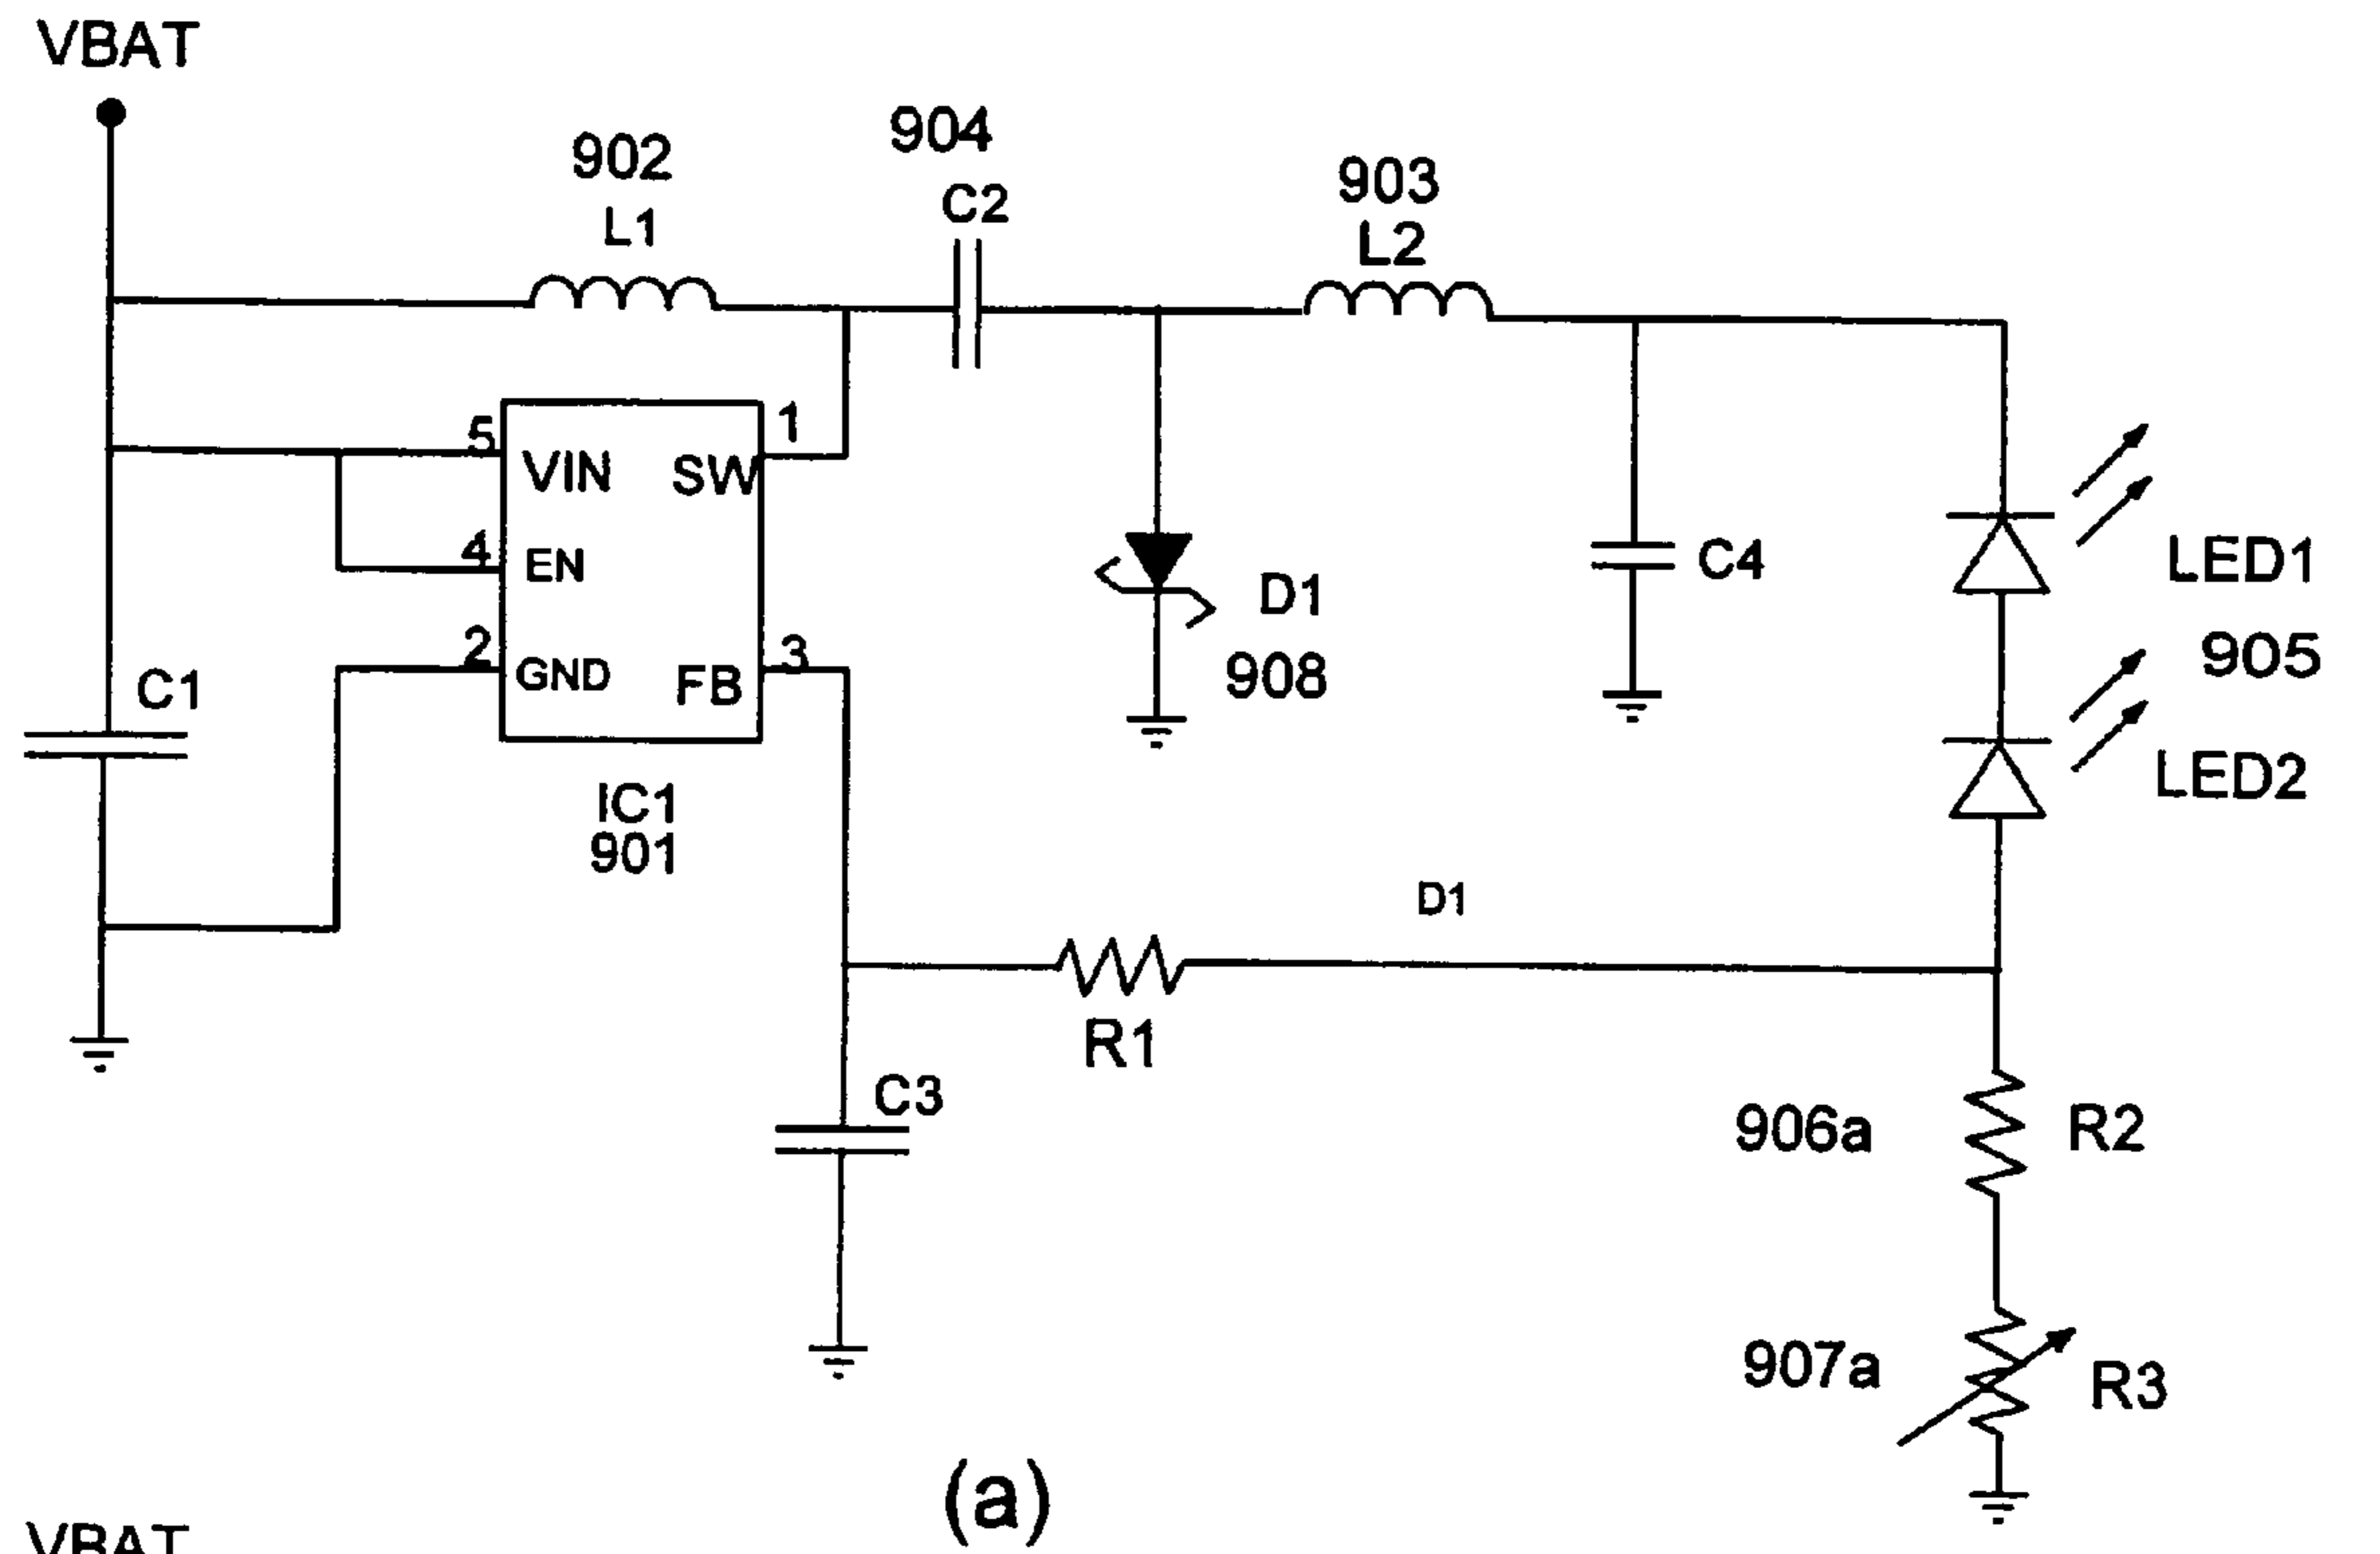 VBAT
904
902
903
C2
L1
L2
5
1
VIN
SW
4
EN
D1
C4
LED1
2
GND
3
FB
908
905
C1
LED2
IC1
901
D1
R1
C3
906a
R2
907a
R3
(a)
VBAT